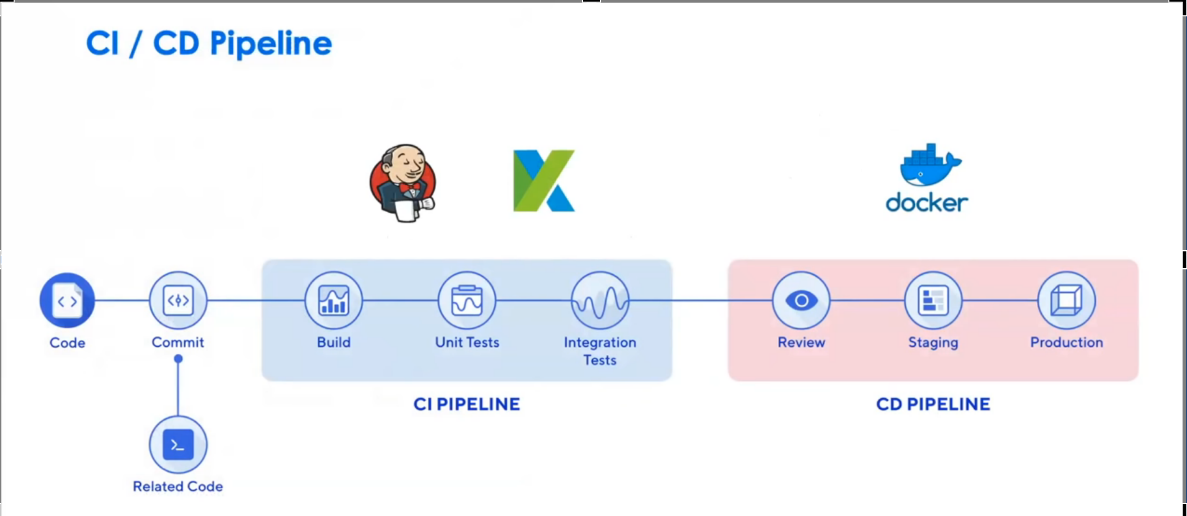 CI / CD Pipeline
docker
Code
Commit
Build
Unit Tests
Integration
Tests
Review
Staging
Production
CI PIPELINE
CD PIPELINE
Related Code